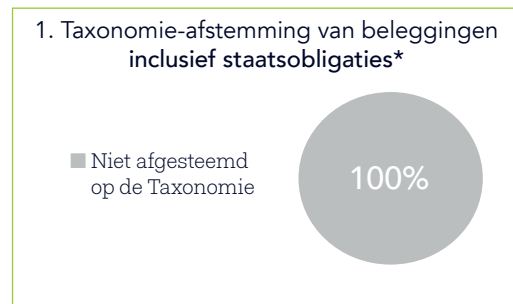 1. Taxonomie-afstemming van beleggingen
inclusief staatsobligaties*
Niet afgesteemd
op de Taxonomie
100%